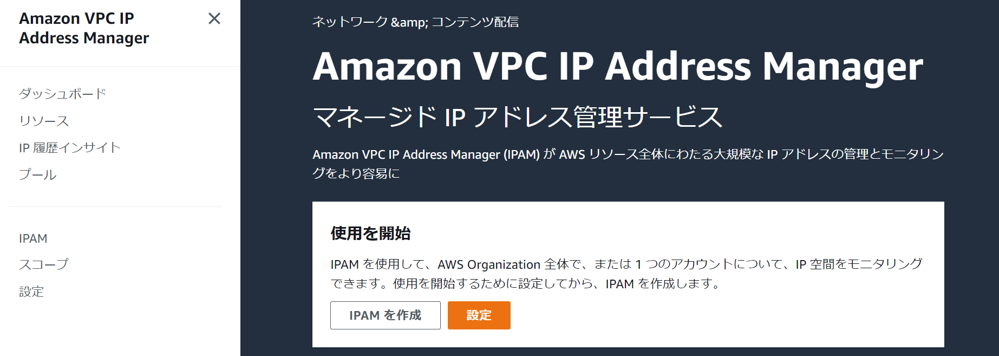 Amazon VPC IP
Address Manager
ダッシュボード
リソース
IP 履歴インサイト
プール
IPAM
スコープ
設定
ネットワーク &amp; コンテンツ配信
Amazon VPC IP Address Manager
マネージド IP アドレス管理サービス
Amazon VPC IP Address Manager (IPAM) が AWS リソース全体にわたる大規模な IP アドレスの管理とモニタリン
グをより容易に
使用を開始
IPAM を使用して、AWS Organization 全体で、または 1 つのアカウントについて、IP 空間をモニタリング
できます。使用を開始するために設定してから、IPAM を作成します。
IPAM を作成
設定